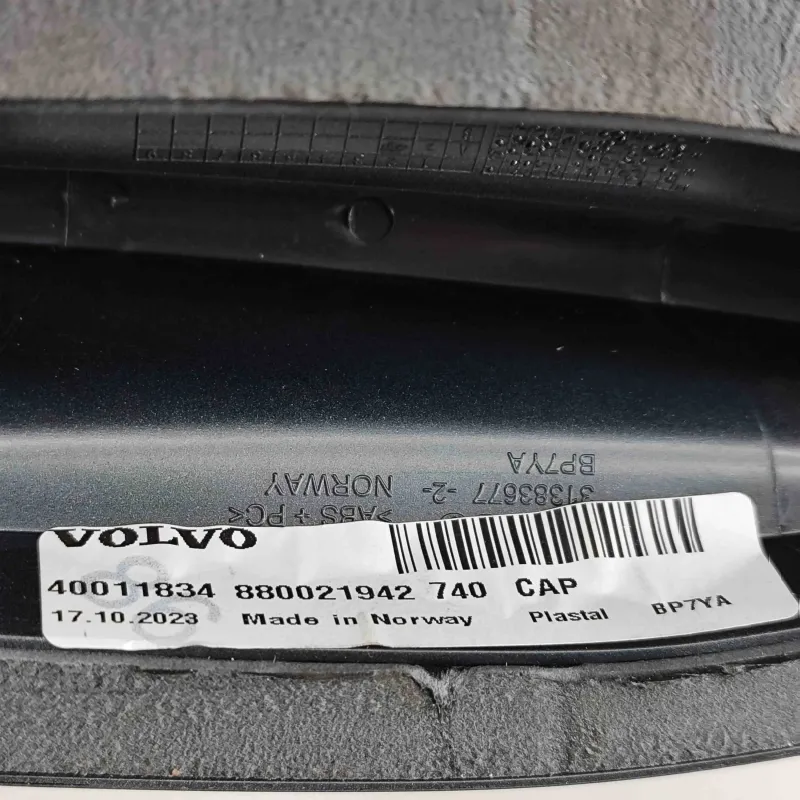 BP7YA
31383677 -2-
NORWAY
>ABS + PC<
VOLVO
40011834 880021942 740 CAP
17.10.2023 Made in Norway Plastal BP7YA